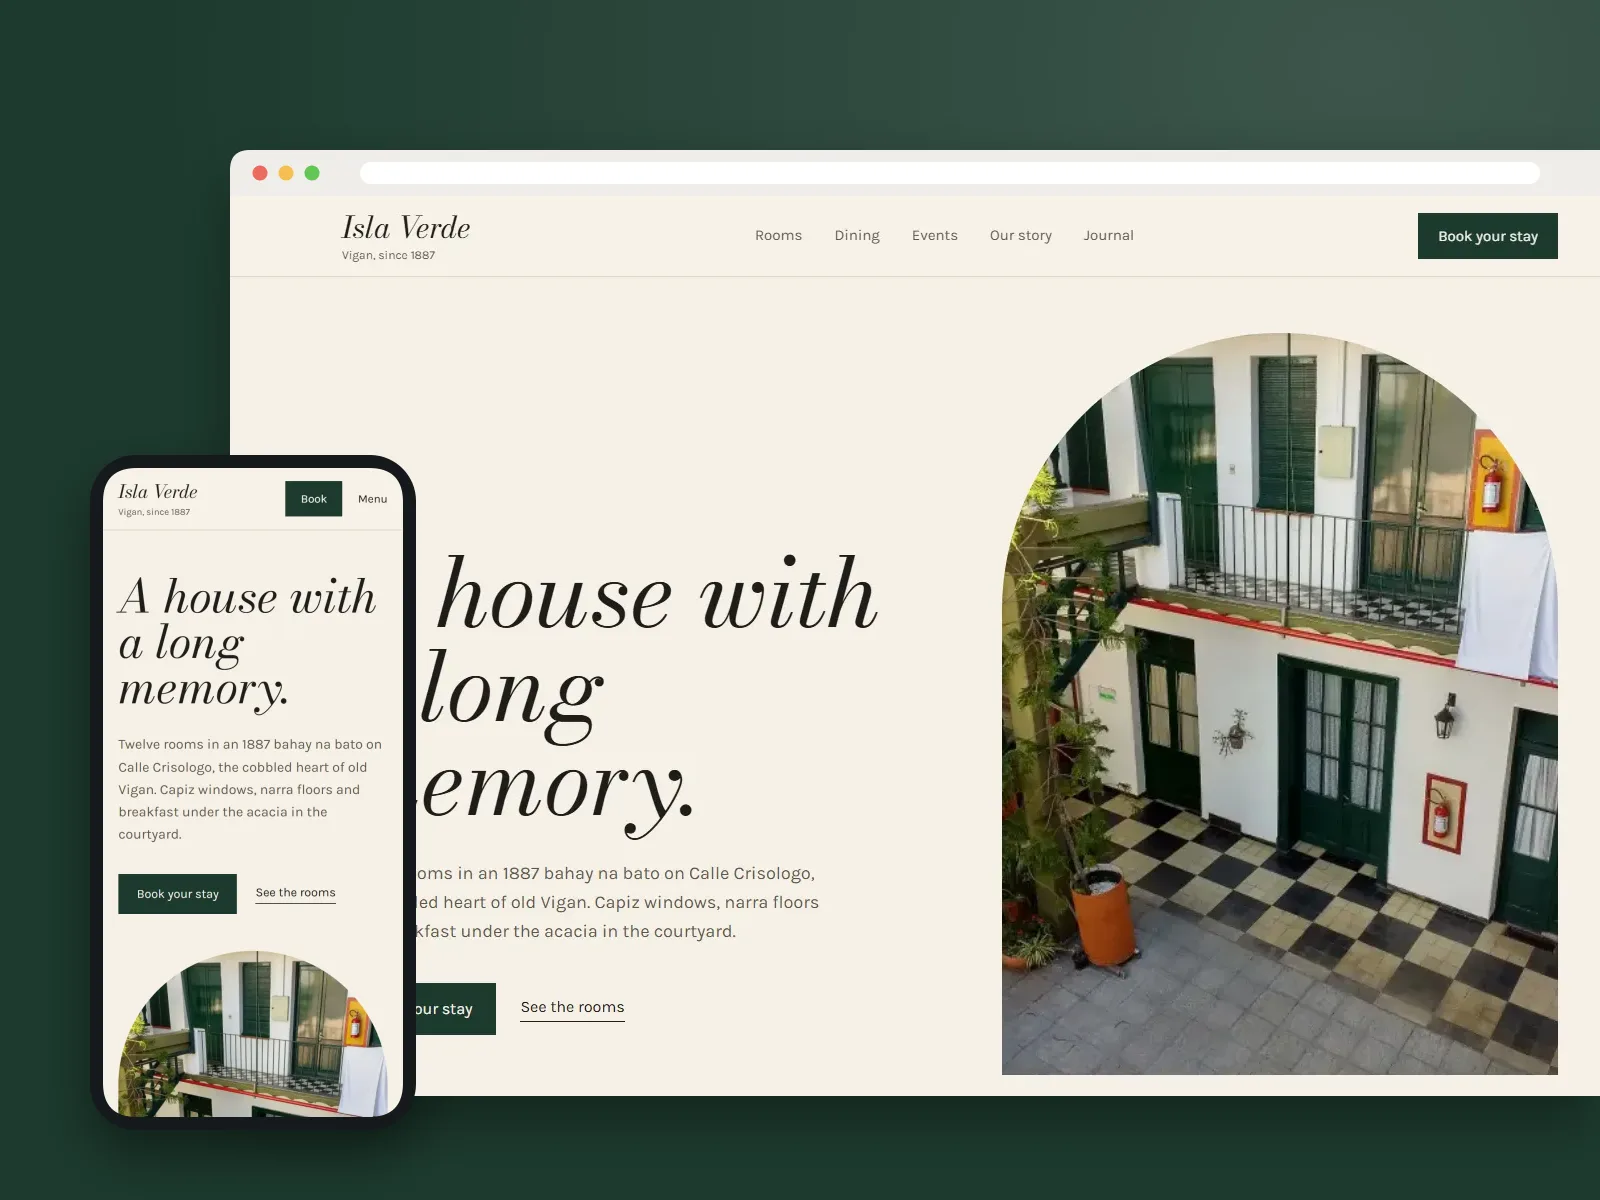 Isla Verde
Vigan, since 1887
Rooms Dining Events Our story Journal
Book your stay
house with
long
emory.
oms in an 1887 bahay na bato on Calle Crisologo,
led heart of old Vigan. Capiz windows, narra floors
kfast under the acacia in the courtyard.
our stay
See the rooms
Isla Verde
Vigan, since 1887
Book
Menu
A house with
a long
memory.
Twelve rooms in an 1887 bahay na bato on
Calle Crisologo, the cobbled heart of old
Vigan. Capiz windows, narra floors and
breakfast under the acacia in the
courtyard.
Book your stay
See the rooms